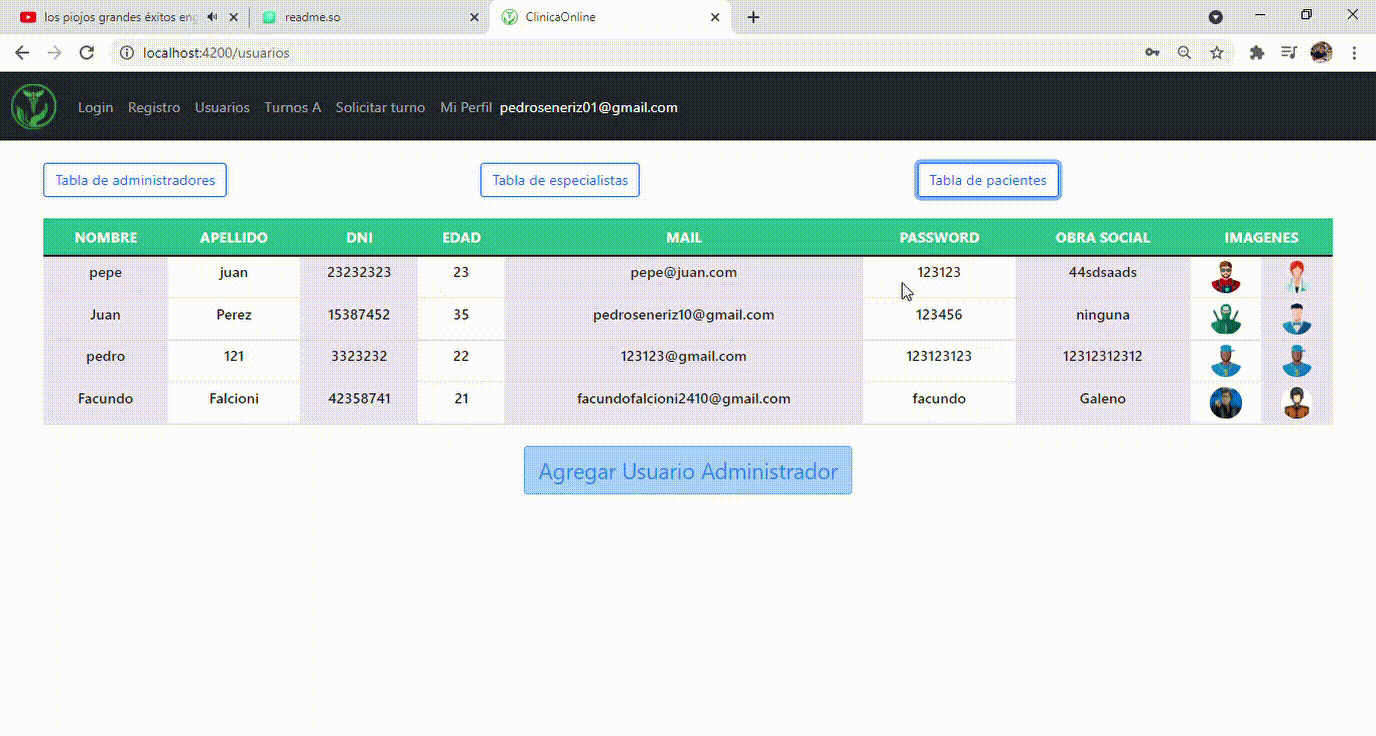 los piojos grandes éxitos eng
readme.so
ClinicaOnline
localhost:4200/usuarios
Login Registro Usuarios Turnos A Solicitar turno Mi Perfil pedroseneriz01@gmail.com
Tabla de administradores Tabla de especialistas Tabla de pacientes
NOMBRE APELLIDO DNI EDAD MAIL PASSWORD OBRA SOCIAL IMAGENES
pepe juan 23232323 23 pepe@juan.com 123123 44sdsaads
Juan Perez 15387452 35 pedroseneriz10@gmail.com 123456 ninguna
pedro 121 3323232 22 123123@gmail.com 123123123 12312312312
Facundo Falcioni 42358741 21 facundofalcioni2410@gmail.com facundo Galeno
Agregar Usuario Administrador